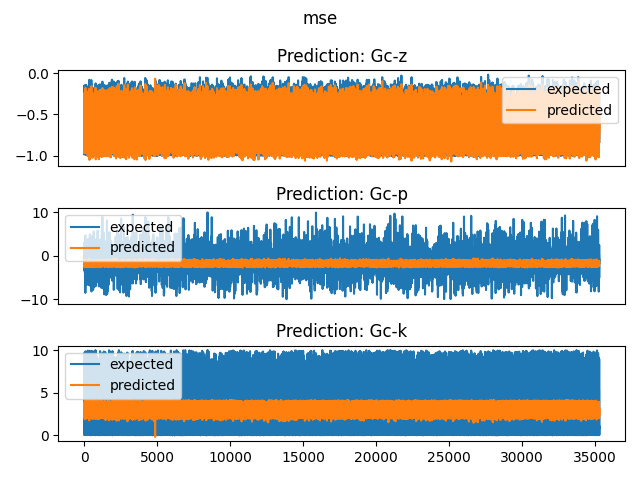 mse
Prediction: Gc-z
0.0
−0.5
−1.0
expected
predicted
Prediction: Gc-p
10
0
−10
expected
predicted
Prediction: Gc-k
10
5
0
expected
predicted
0 5000 10000 15000 20000 25000 30000 35000